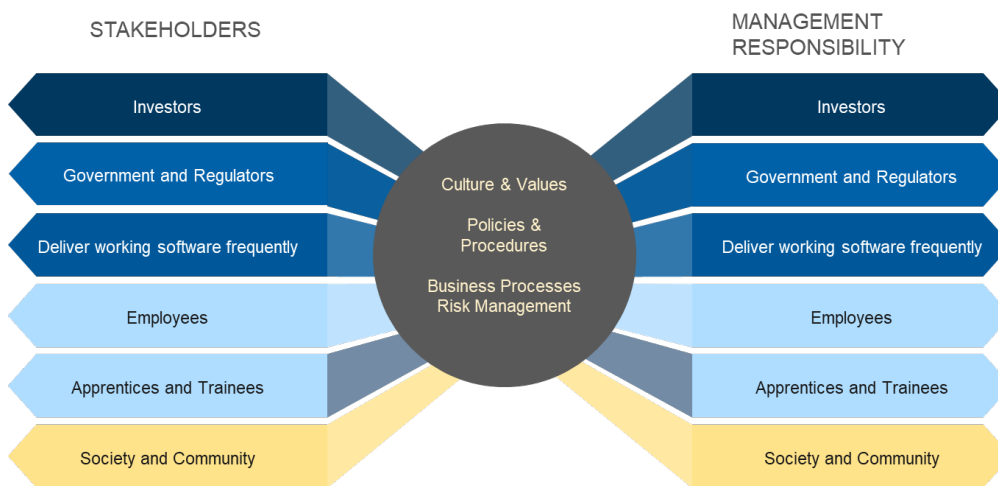 STAKEHOLDERS
MANAGEMENT
RESPONSIBILITY
Investors
Government and Regulators
Deliver working software frequently
Employees
Apprentices and Trainees
Society and Community
Culture & Values
Policies &
Procedures
Business Processes
Risk Management
Investors
Government and Regulators
Deliver working software frequently
Employees
Apprentices and Trainees
Society and Community